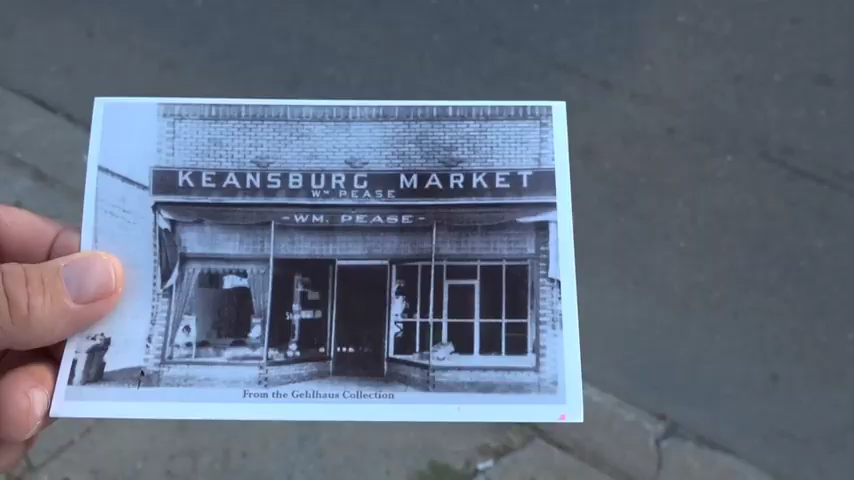 KEANSBURG MARKET
WM PEASE
-WM. PEASE-
From the Gehlhaus Collection